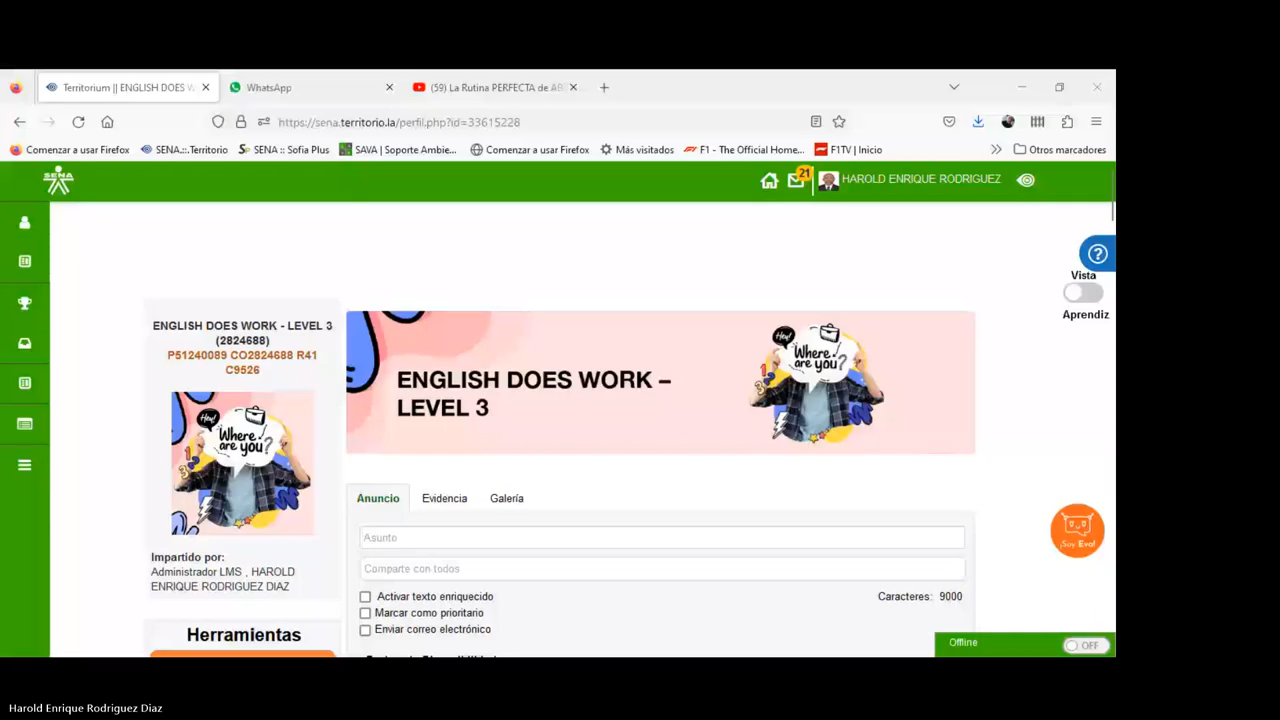 Territorium || ENGLISH DOES W
WhatsApp
(59) La Rutina PERFECTA de AB
https://sena.territorio.la/perfil.php?id=33615228
Comenzar a usar Firefox
SENA.::.Territorio
SENA :: Sofia Plus
SAVA | Soporte Ambie...
Comenzar a usar Firefox
Más visitados
F1 - The Official Home...
F1TV | Inicio
Otros marcadores
SENA
21
HAROLD ENRIQUE RODRIGUEZ
Vista
Aprendiz
ENGLISH DOES WORK - LEVEL 3
(2824688)
P51240089 CO2824688 R41
C9526
Hey!
Where
are you?
1
3
Impartido por:
Administrador LMS , HAROLD
ENRIQUE RODRIGUEZ DIAZ
Herramientas
ENGLISH DOES WORK –
LEVEL 3
Hey!
Where
are you?
1
3
Anuncio
Evidencia
Galería
Asunto
Comparte con todos
Activar texto enriquecido
Caracteres: 9000
Marcar como prioritario
Enviar correo electrónico
¡Soy Eva!
Offline
OFF
Harold Enrique Rodriguez Diaz